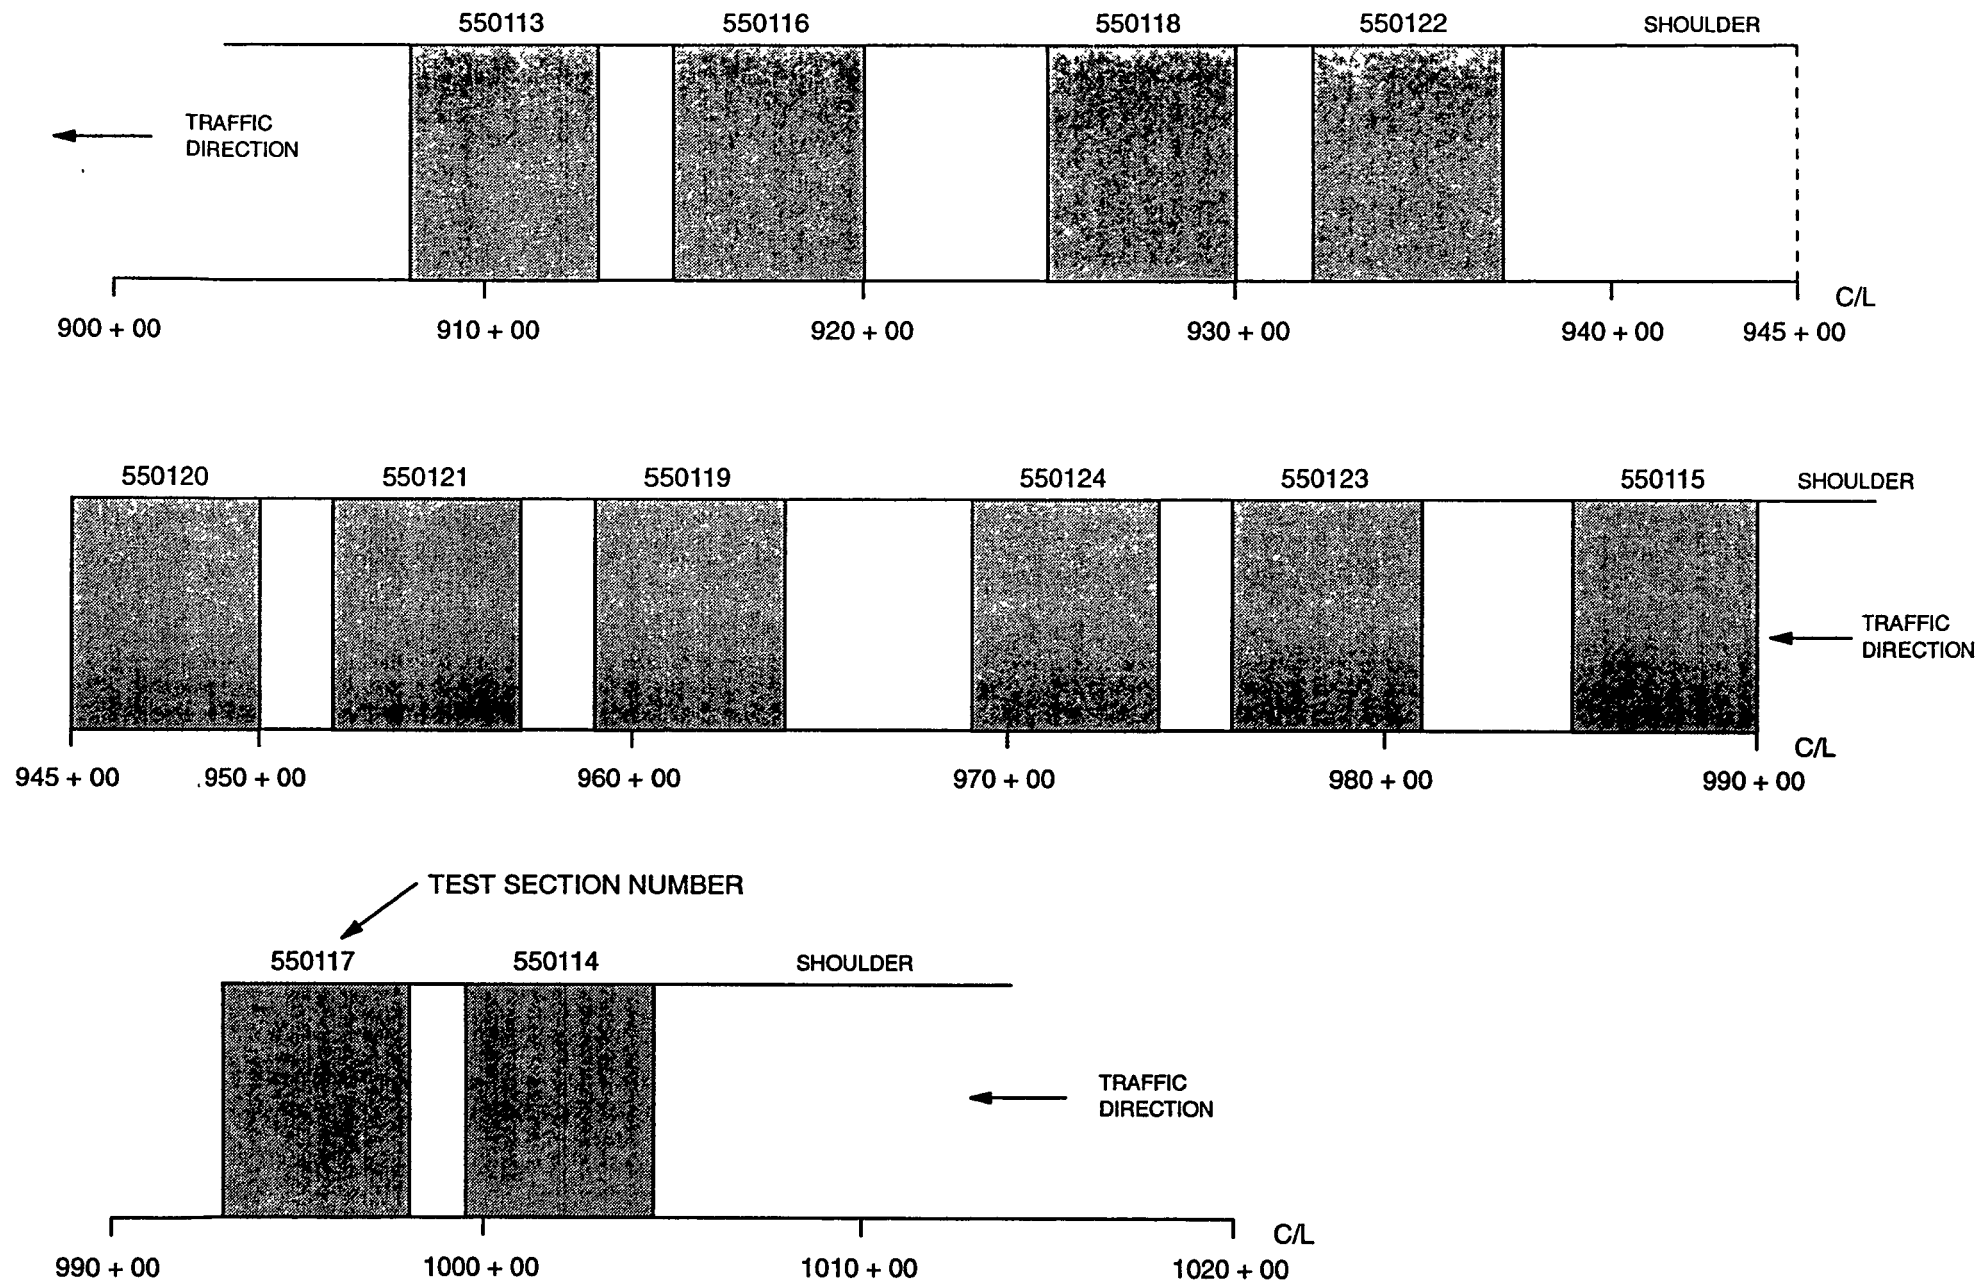 550113 550116 550118 550122 SHOULDER
TRAFFIC
DIRECTION
C/L
900 + 00 910 + 00 920 + 00 930 + 00 940 + 00 945 + 00
550120 550121 550119 550124 550123 550115 SHOULDER
TRAFFIC
DIRECTION
C/L
945 + 00 950 + 00 960 + 00 970 + 00 980 + 00 990 + 00
TEST SECTION NUMBER
550117 550114 SHOULDER
TRAFFIC
DIRECTION
C/L
990 + 00 1000 + 00 1010 + 00 1020 + 00